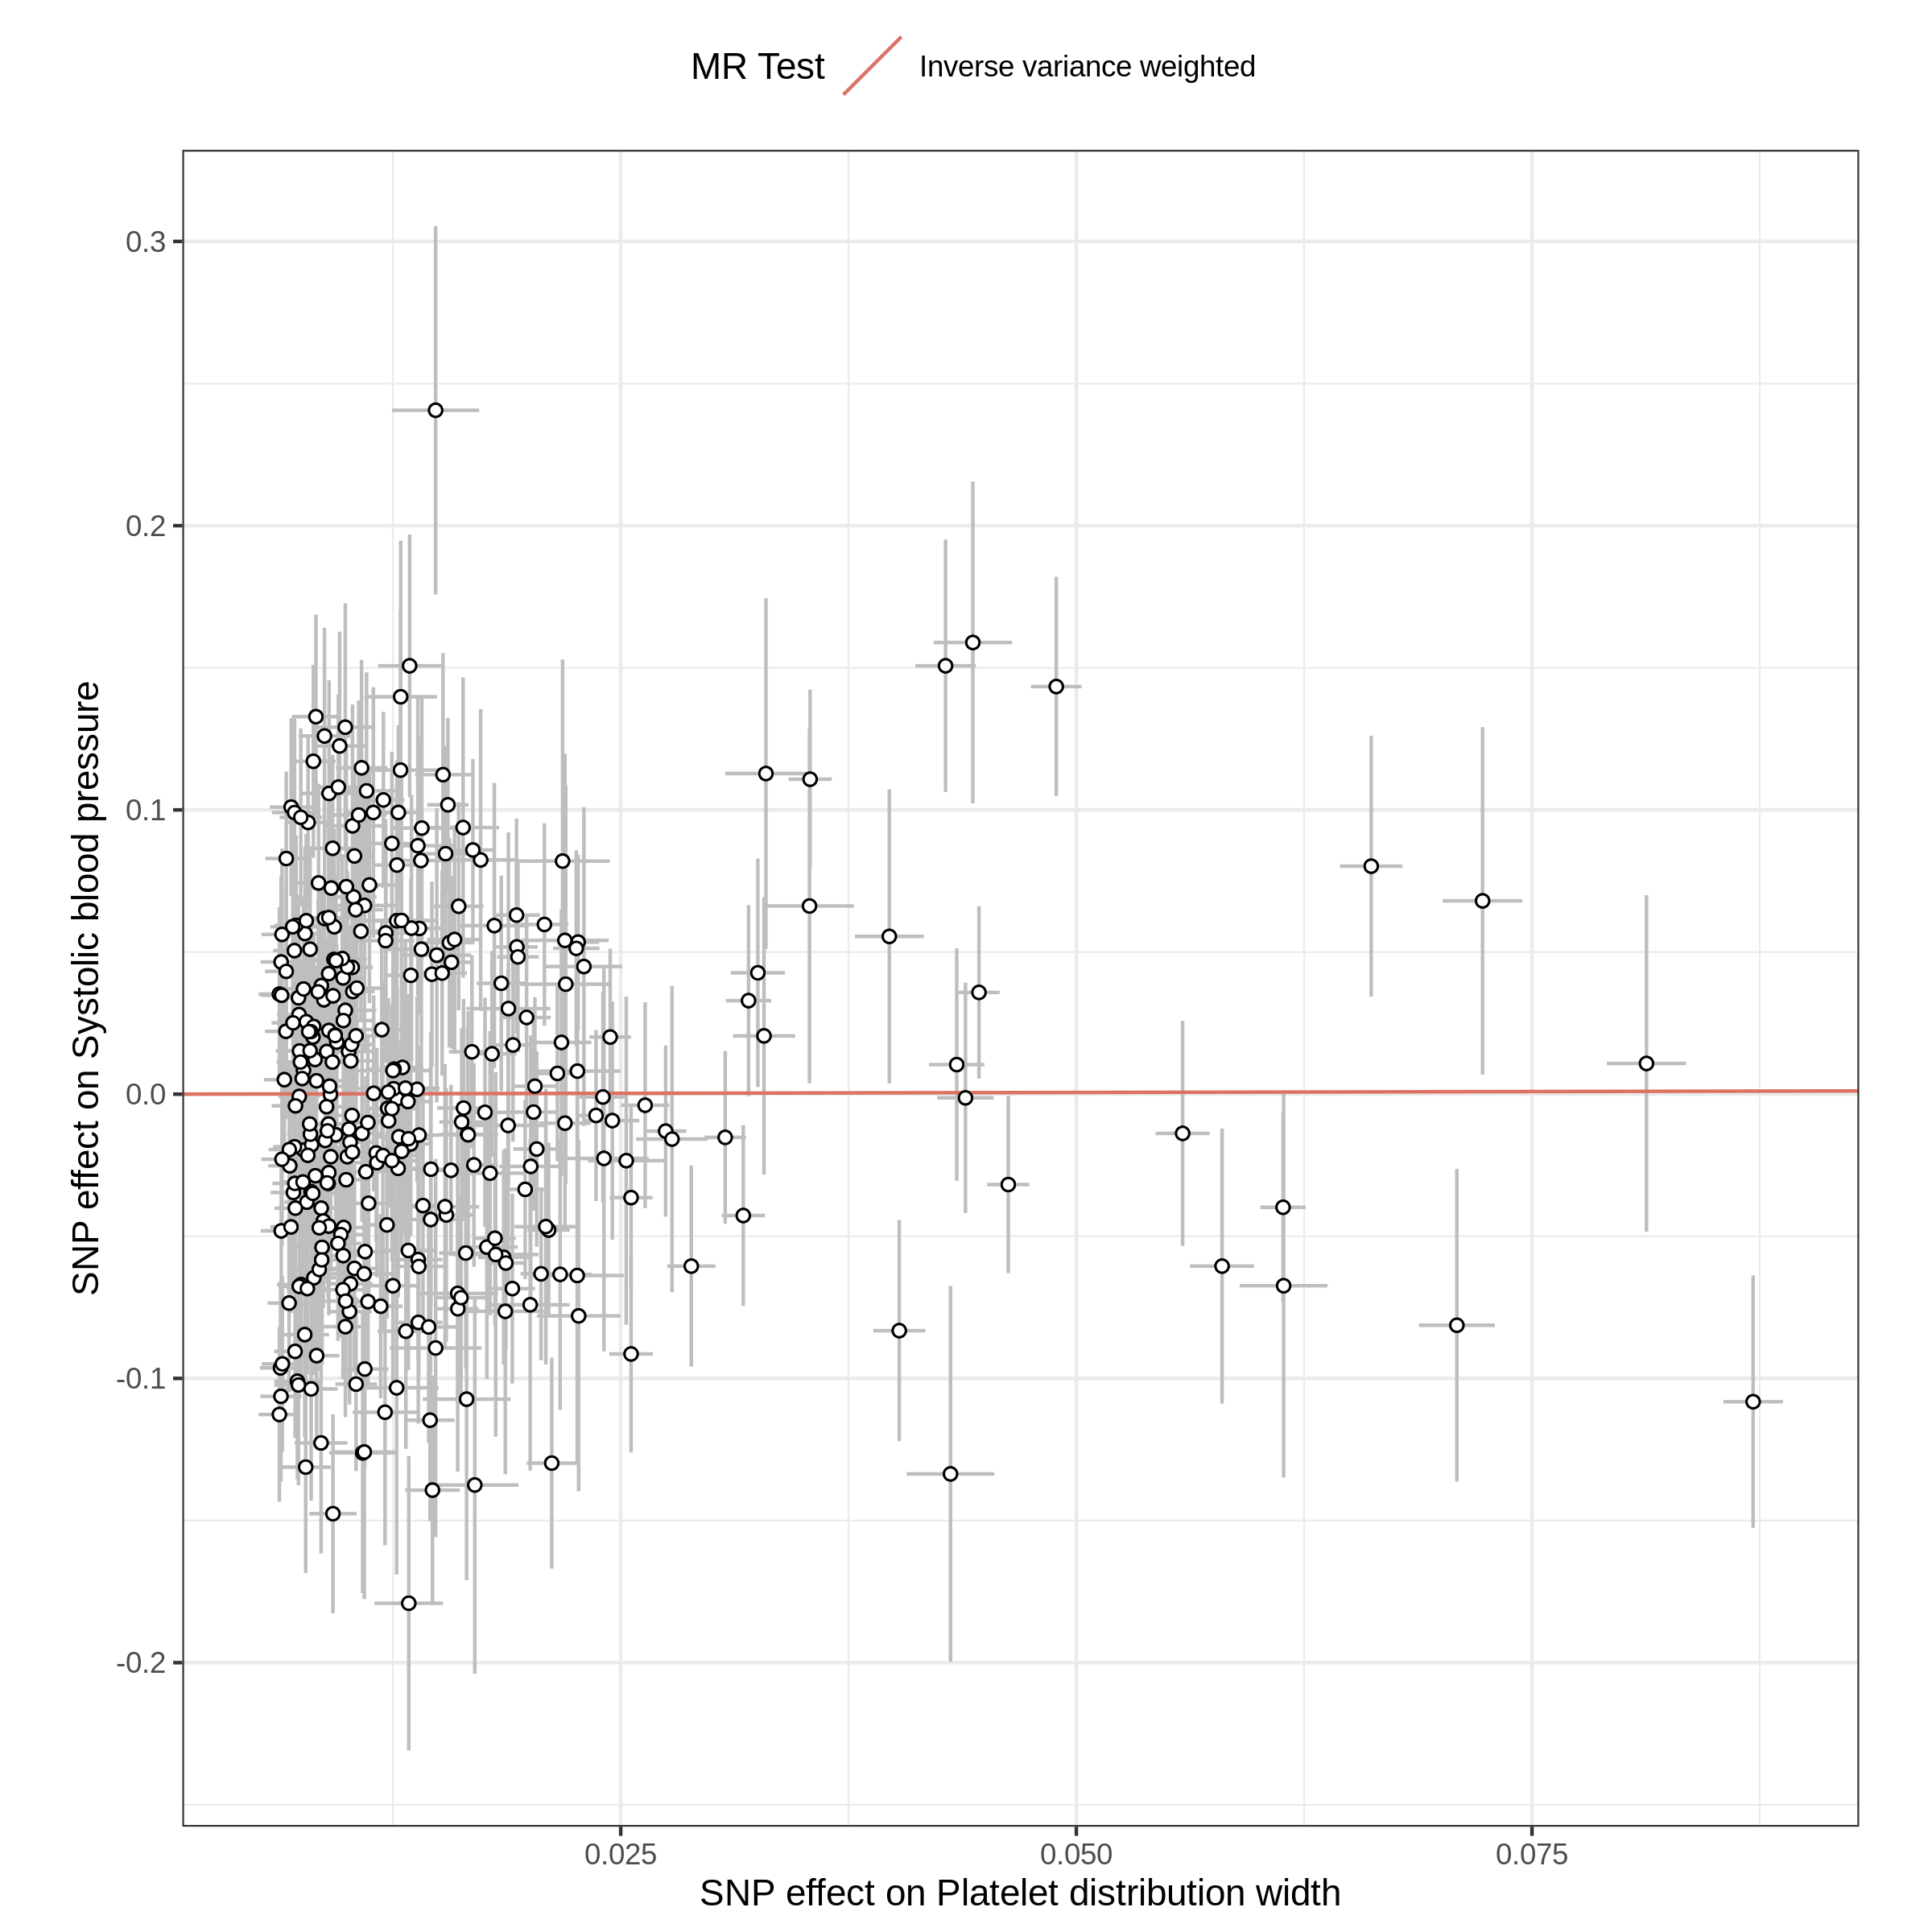 MR Test Inverse variance weighted
0.3
0.2
0.1
0.0
-0.1
-0.2
SNP effect on Systolic blood pressure
0.025 0.050 0.075
SNP effect on Platelet distribution width